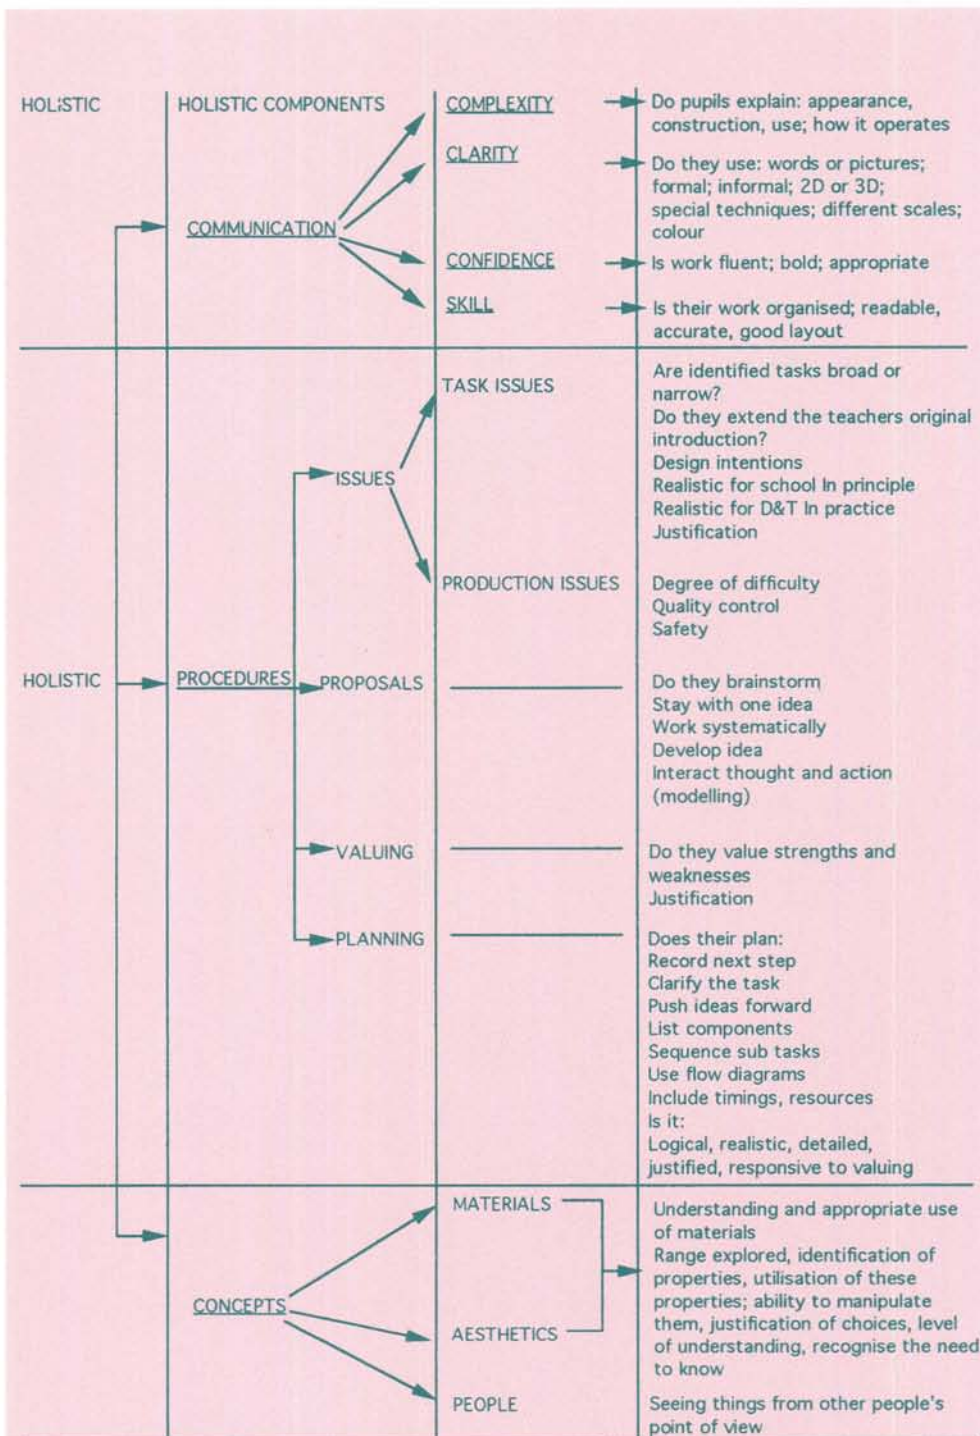 HOLiSTIC
HOLISTIC COMPONENTS
COMPLEXITY
Do pupils explain: appearance,
construction, use; how it operates
CLARITY
Do they use: words or pictures;
formal; informal; 2D or 3D;
special techniques; different scales;
colour
COMMUNICATION
CONFIDENCE
Is work fluent; bold; appropriate
SKILL
Is their work organised; readable,
accurate, good layout
TASK ISSUES
Are identified tasks broad or
narrow?
Do they extend the teachers original
introduction?
Design intentions
Realistic for school In principle
Realistic for D&T In practice
Justification
ISSUES
PRODUCTION ISSUES
Degree of difficulty
Quality control
Safety
HOLISTIC
PROCEDURES
PROPOSALS
Do they brainstorm
Stay with one idea
Work systematically
Develop idea
Interact thought and action
(modelling)
VALUING
Do they value strengths and
weaknesses
Justification
PLANNING
Does their plan:
Record next step
Clarify the task
Push ideas forward
List components
Sequence sub tasks
Use flow diagrams
Include timings, resources
Is it:
Logical, realistic, detailed,
justified, responsive to valuing
MATERIALS
Understanding and appropriate use
of materials
Range explored, identification of
properties, utilisation of these
properties; ability to manipulate
them, justification of choices, level
of understanding, recognise the need
to know
CONCEPTS
AESTHETICS
PEOPLE
Seeing things from other people's
point of view